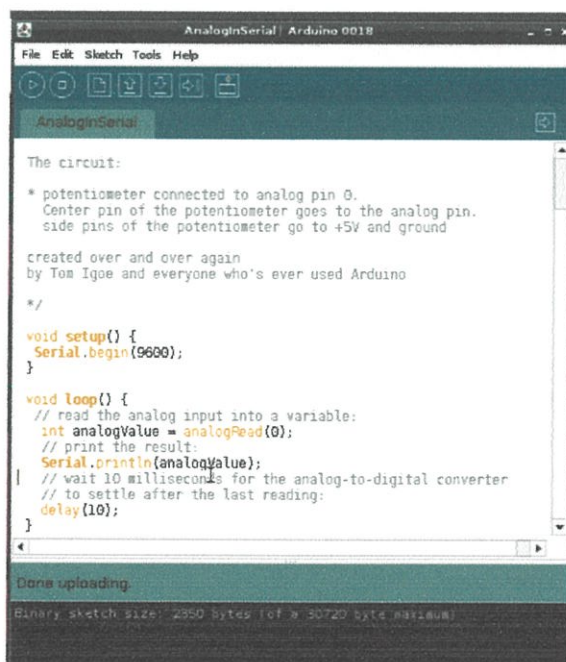 AnalogInSerial | Arduino 0018
File Edit Sketch Tools Help
AnalogInSerial
The circuit:
* potentiometer connected to analog pin 0.
Center pin of the potentiometer goes to the analog pin.
side pins of the potentiometer go to +5V and ground
created over and over again
by Tom Igoe and everyone who's ever used Arduino
*/
void setup() {
Serial.begin(9600);
}
void loop() {
// read the analog input into a variable:
int analogValue = analogRead(0);
// print the result:
Serial.println(analogValue);
// wait 10 milliseconds for the analog-to-digital converter
// to settle after the last reading:
delay(10);
}
Done uploading.
Binary sketch size: 2350 bytes (of a 30720 byte maximum)